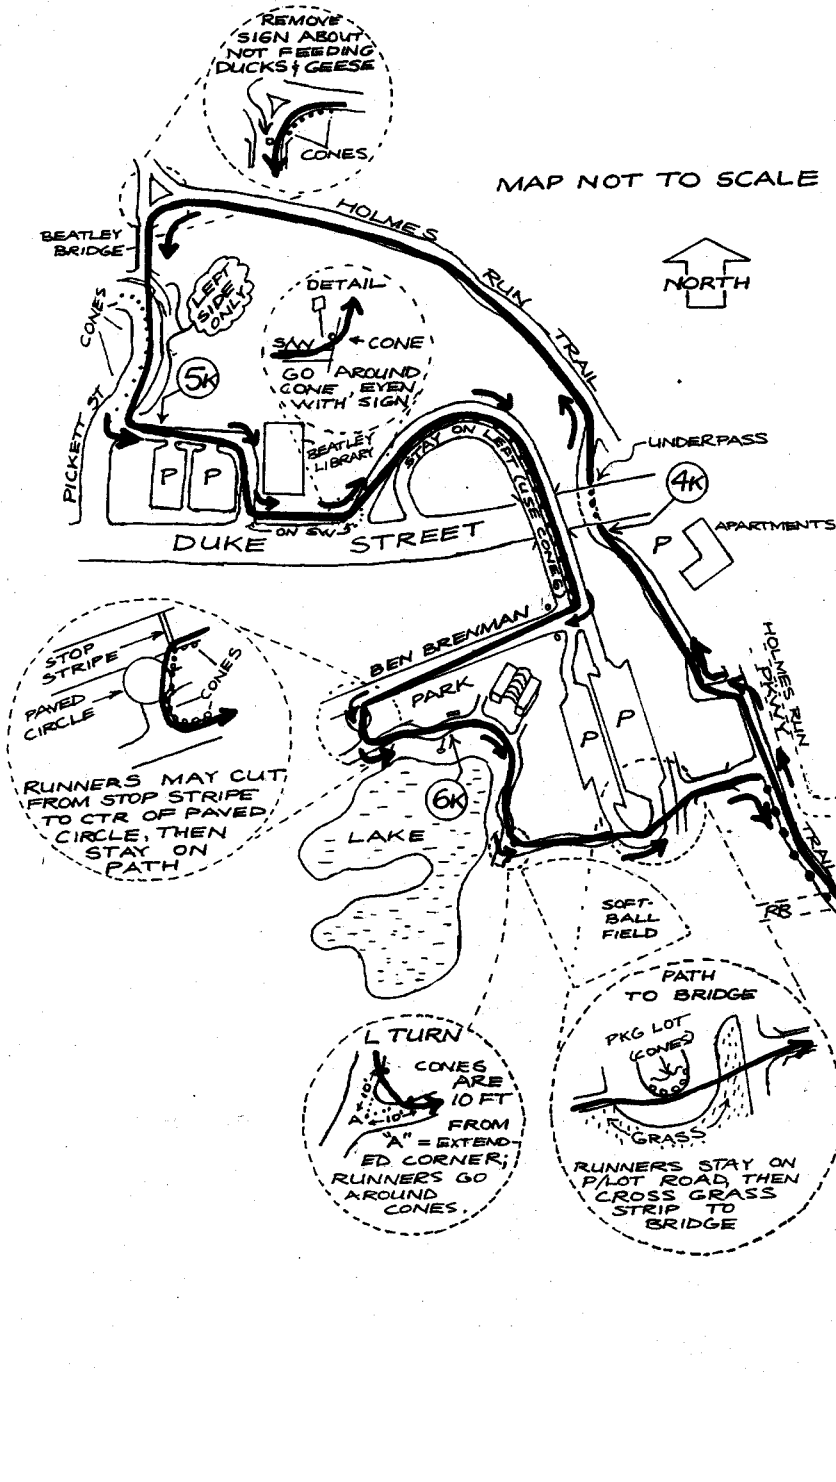 REMOVE
SIGN ABOUT
NOT FEEDING
DUCKS & GEESE
CONES
MAP NOT TO SCALE
NORTH
HOLMES RUN TRAIL
BEATLEY
BRIDGE
LEFT
SIDE
ONLY
CONES
DETAIL
S/W
CONE
GO AROUND
CONE EVEN
WITH SIGN
5K
PICKETT ST
BEATLEY
LIBRARY
STAY ON LEFT (USE CONES)
UNDERPASS
4K
P
P
P
APARTMENTS
ON SW
DUKE STREET
BEN BRENMAN
PARK
HOLMES RUN
PKWY
STOP
STRIPE
CONES
PAVED
CIRCLE
RUNNERS MAY CUT
FROM STOP STRIPE
TO CTR OF PAVED
CIRCLE, THEN
STAY ON
PATH
P
P
6K
LAKE
TRAIL
RR
SOFT-
BALL
FIELD
L TURN
CONES
ARE
10 FT
FROM
10'
10'
A
"A" = EXTEND-
ED CORNER;
RUNNERS GO
AROUND
CONES.
PATH
TO BRIDGE
PKG LOT
(CONES)
GRASS
RUNNERS STAY ON
P/LOT ROAD, THEN
CROSS GRASS
STRIP TO
BRIDGE